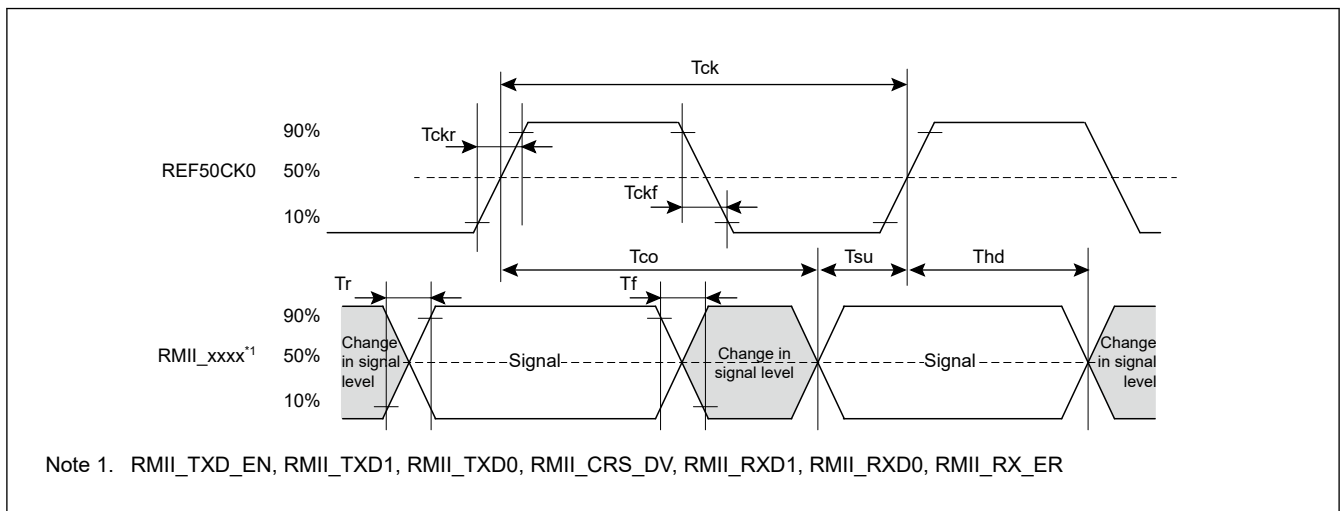 Tck
90%
Tckr
REF50CK0 50%
Tckf
10%
Tco Tsu Thd
Tr Tf
90%
RMII_xxxx*1 50%
Change in signal level
Signal
Change in signal level
Signal
Change in signal level
10%
Note 1. RMII_TXD_EN, RMII_TXD1, RMII_TXD0, RMII_CRS_DV, RMII_RXD1, RMII_RXD0, RMII_RX_ER